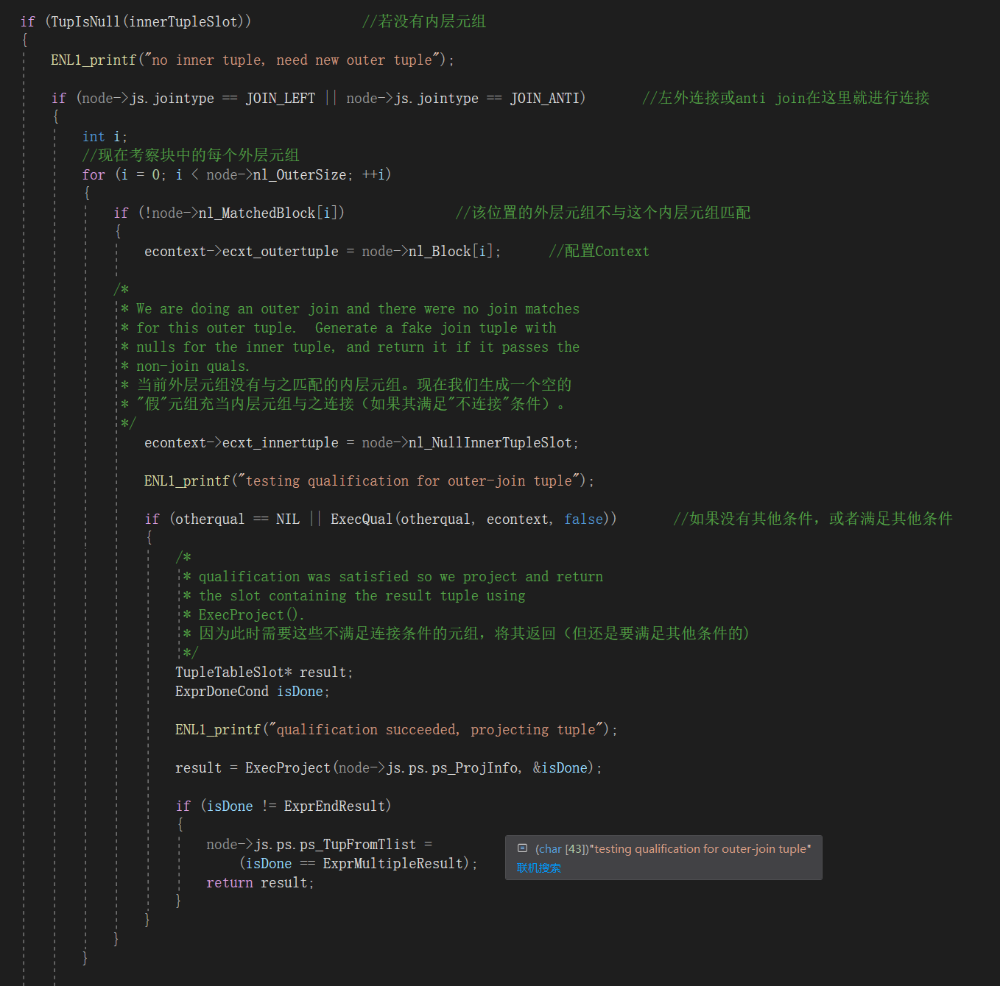 if (TupIsNull(innerTupleSlot)) //若没有内层元组
{
ENL1_printf("no inner tuple, need new outer tuple");
if (node->js.jointype == JOIN_LEFT || node->js.jointype == JOIN_ANTI) //左外连接或anti join在这里就进行连接
{
int i;
//现在考察块中的每个外层元组
for (i = 0; i < node->nl_OuterSize; ++i)
{
if (!node->nl_MatchedBlock[i]) //该位置的外层元组不与这个内层元组匹配
{
econtext->ecxt_outertuple = node->nl_Block[i]; //配置Context
/*
* We are doing an outer join and there were no join matches
* for this outer tuple.  Generate a fake join tuple with
* nulls for the inner tuple, and return it if it passes the
* non-join quals.
* 当前外层元组没有与之匹配的内层元组。现在我们生成一个空的
* "假"元组充当内层元组与之连接（如果其满足"不连接"条件）。
*/
econtext->ecxt_innertuple = node->nl_NullInnerTupleSlot;
ENL1_printf("testing qualification for outer-join tuple");
if (otherqual == NIL || ExecQual(otherqual, econtext, false)) //如果没有其他条件，或者满足其他条件
{
/*
* qualification was satisfied so we project and return
* the slot containing the result tuple using
* ExecProject().
* 因为此时需要这些不满足连接条件的元组，将其返回（但还是要满足其他条件的)
*/
TupleTableSlot* result;
ExprDoneCond isDone;
ENL1_printf("qualification succeeded, projecting tuple");
result = ExecProject(node->js.ps.ps_ProjInfo, &isDone);
if (isDone != ExprEndResult)
{
node->js.ps.ps_TupFromTlist =
(isDone == ExprMultipleResult);
return result;
}
}
}
}
(char [43])"testing qualification for outer-join tuple"
联机搜索